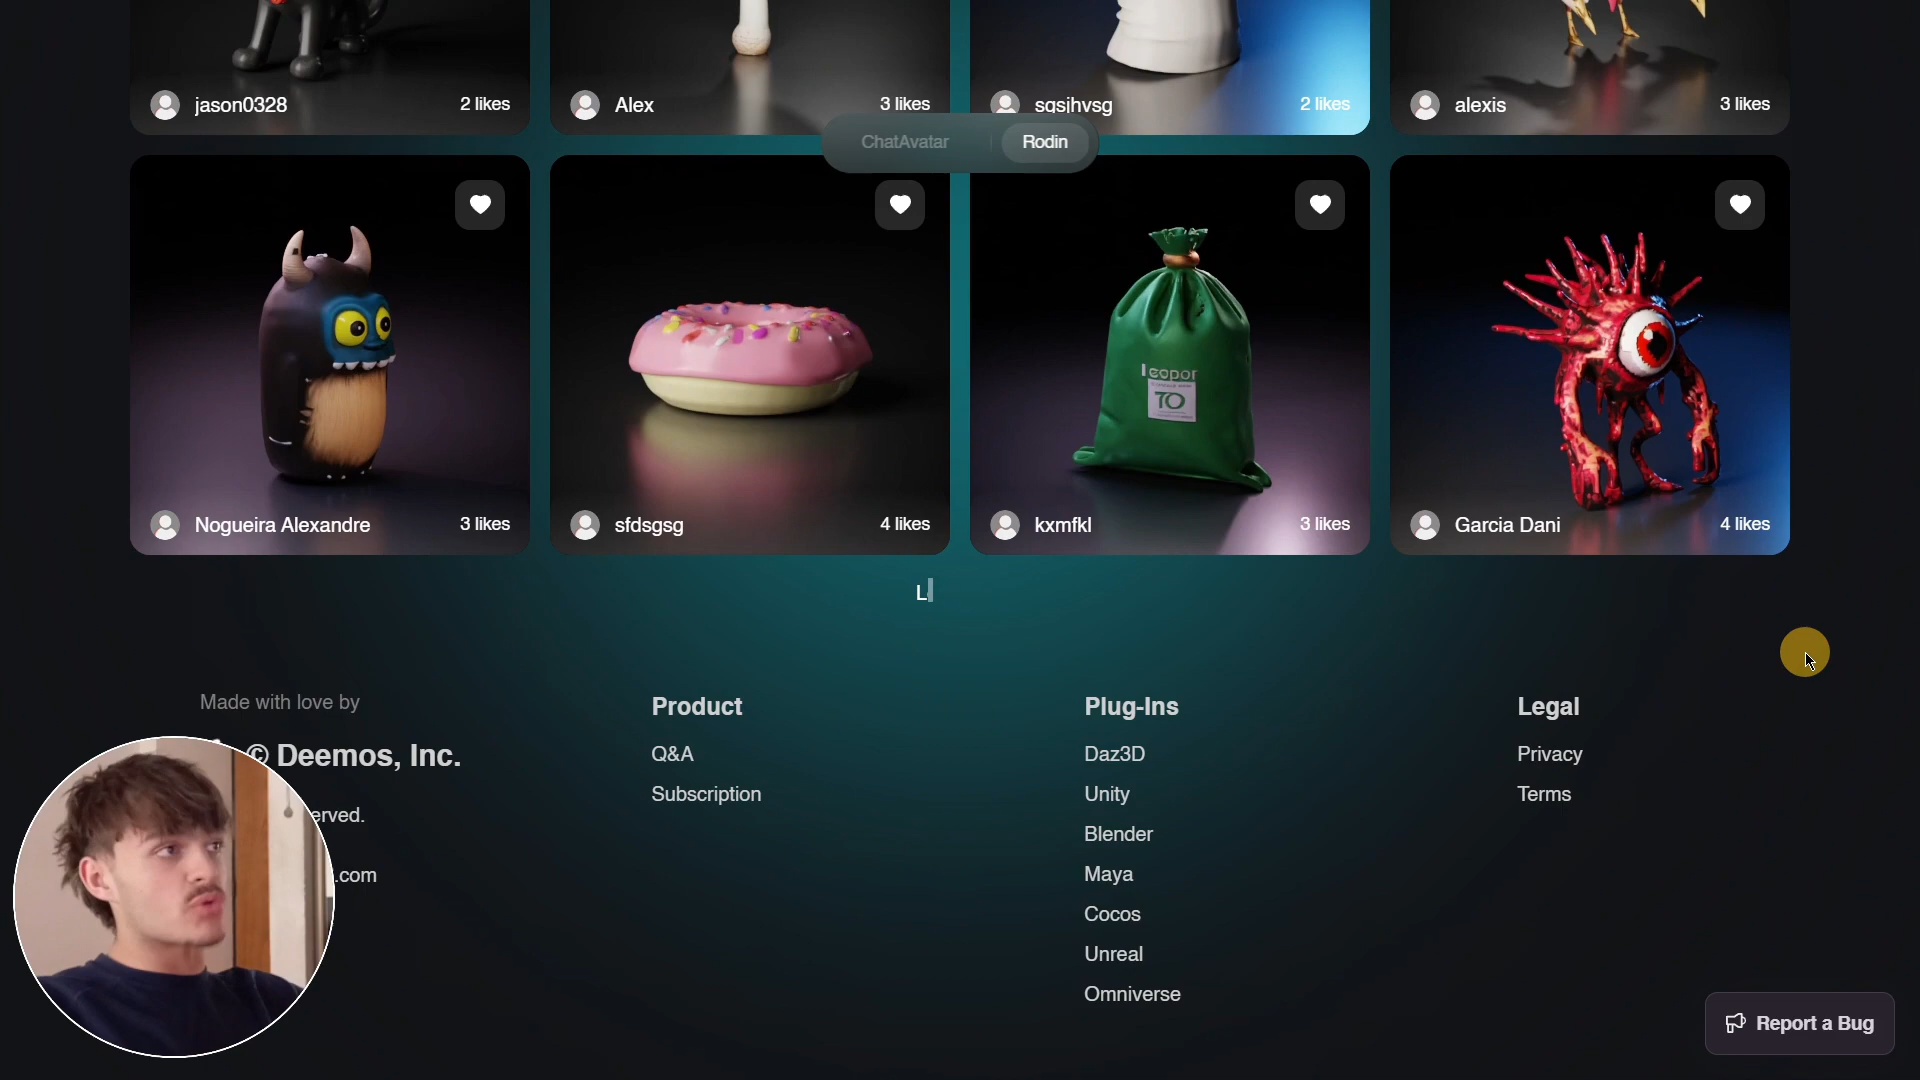 jason0328
2 likes
Alex
3 likes
sgsjhvsg
2 likes
alexis
3 likes
ChatAvatar
Rodin
Nogueira Alexandre
3 likes
sfdsgsg
4 likes
TO
kxmfkl
3 likes
Garcia Dani
4 likes
L
Made with love by
© Deemos, Inc.
erved.
.com
Product
Q&A
Subscription
Plug-Ins
Daz3D
Unity
Blender
Maya
Cocos
Unreal
Omniverse
Legal
Privacy
Terms
Report a Bug